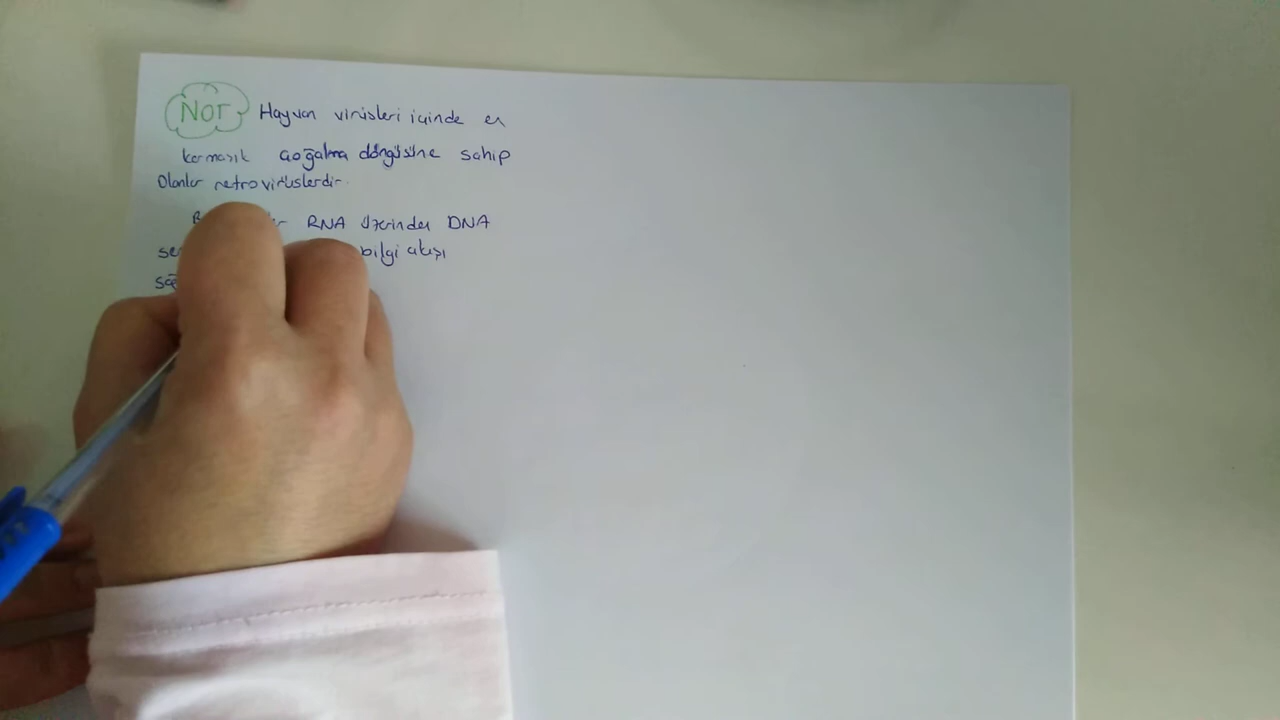 NOT Hayvan virüsleri içinde en
karmaşık çoğalma döngüsüne sahip
Olanlar retrovirüslerdir.
RNA üzerinden DNA
bilgi akışı